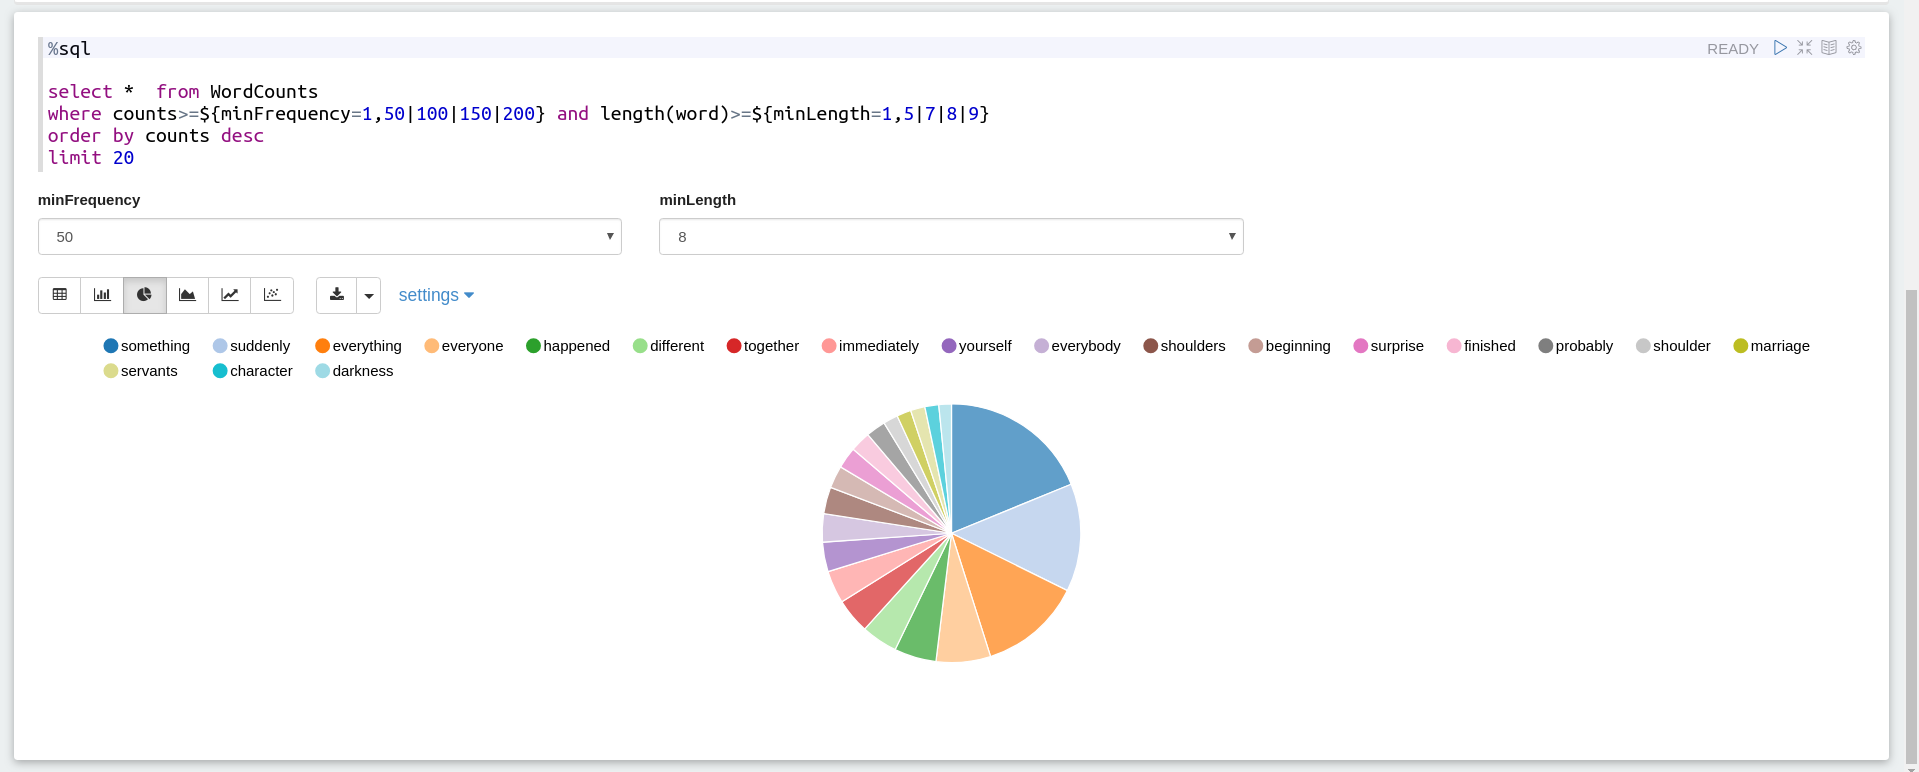 %sql
READY
select *  from WordCounts
where counts>=${minFrequency=1,50|100|150|200} and length(word)>=${minLength=1,5|7|8|9}
order by counts desc
limit 20
minFrequency minLength
50 8
settings
something suddenly everything everyone happened different together immediately yourself everybody shoulders beginning surprise finished probably shoulder marriage
servants character darkness